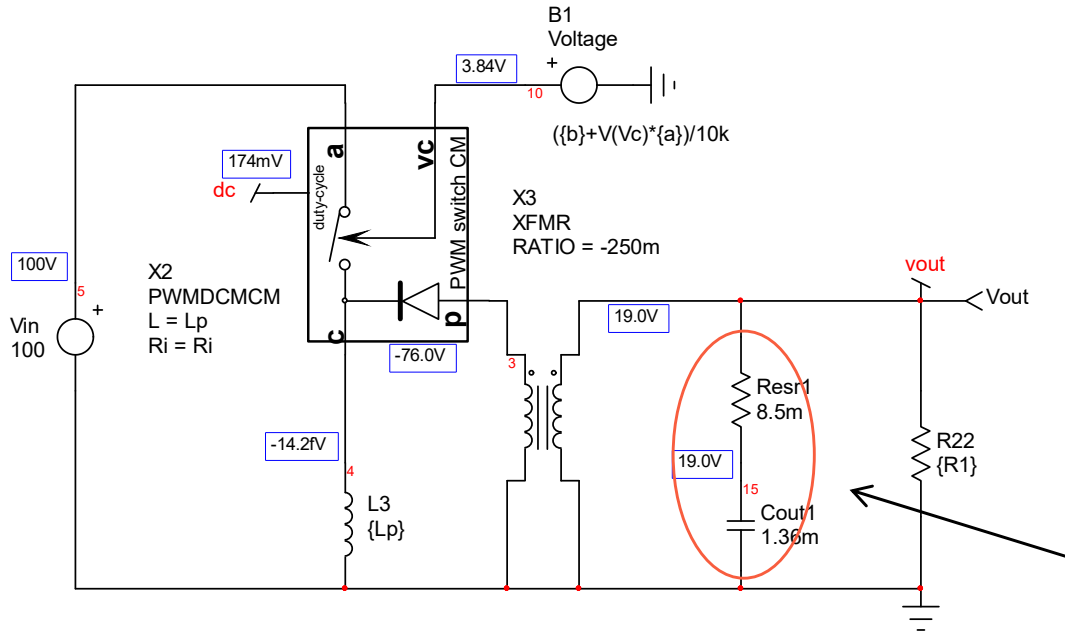 B1
Voltage
+
3.84V
10
({b}+V(Vc)*{a})/10k
a
vc
174mV
dc
duty-cycle
PWM switch CM
X3
XFMR
RATIO = -250m
100V
5
+
Vin
100
X2
PWMDCMCM
L = Lp
Ri = Ri
c
p
-76.0V
3
19.0V
vout
Vout
Resr1
8.5m
-14.2fV
4
19.0V
15
R22
{R1}
L3
{Lp}
Cout1
1.36m